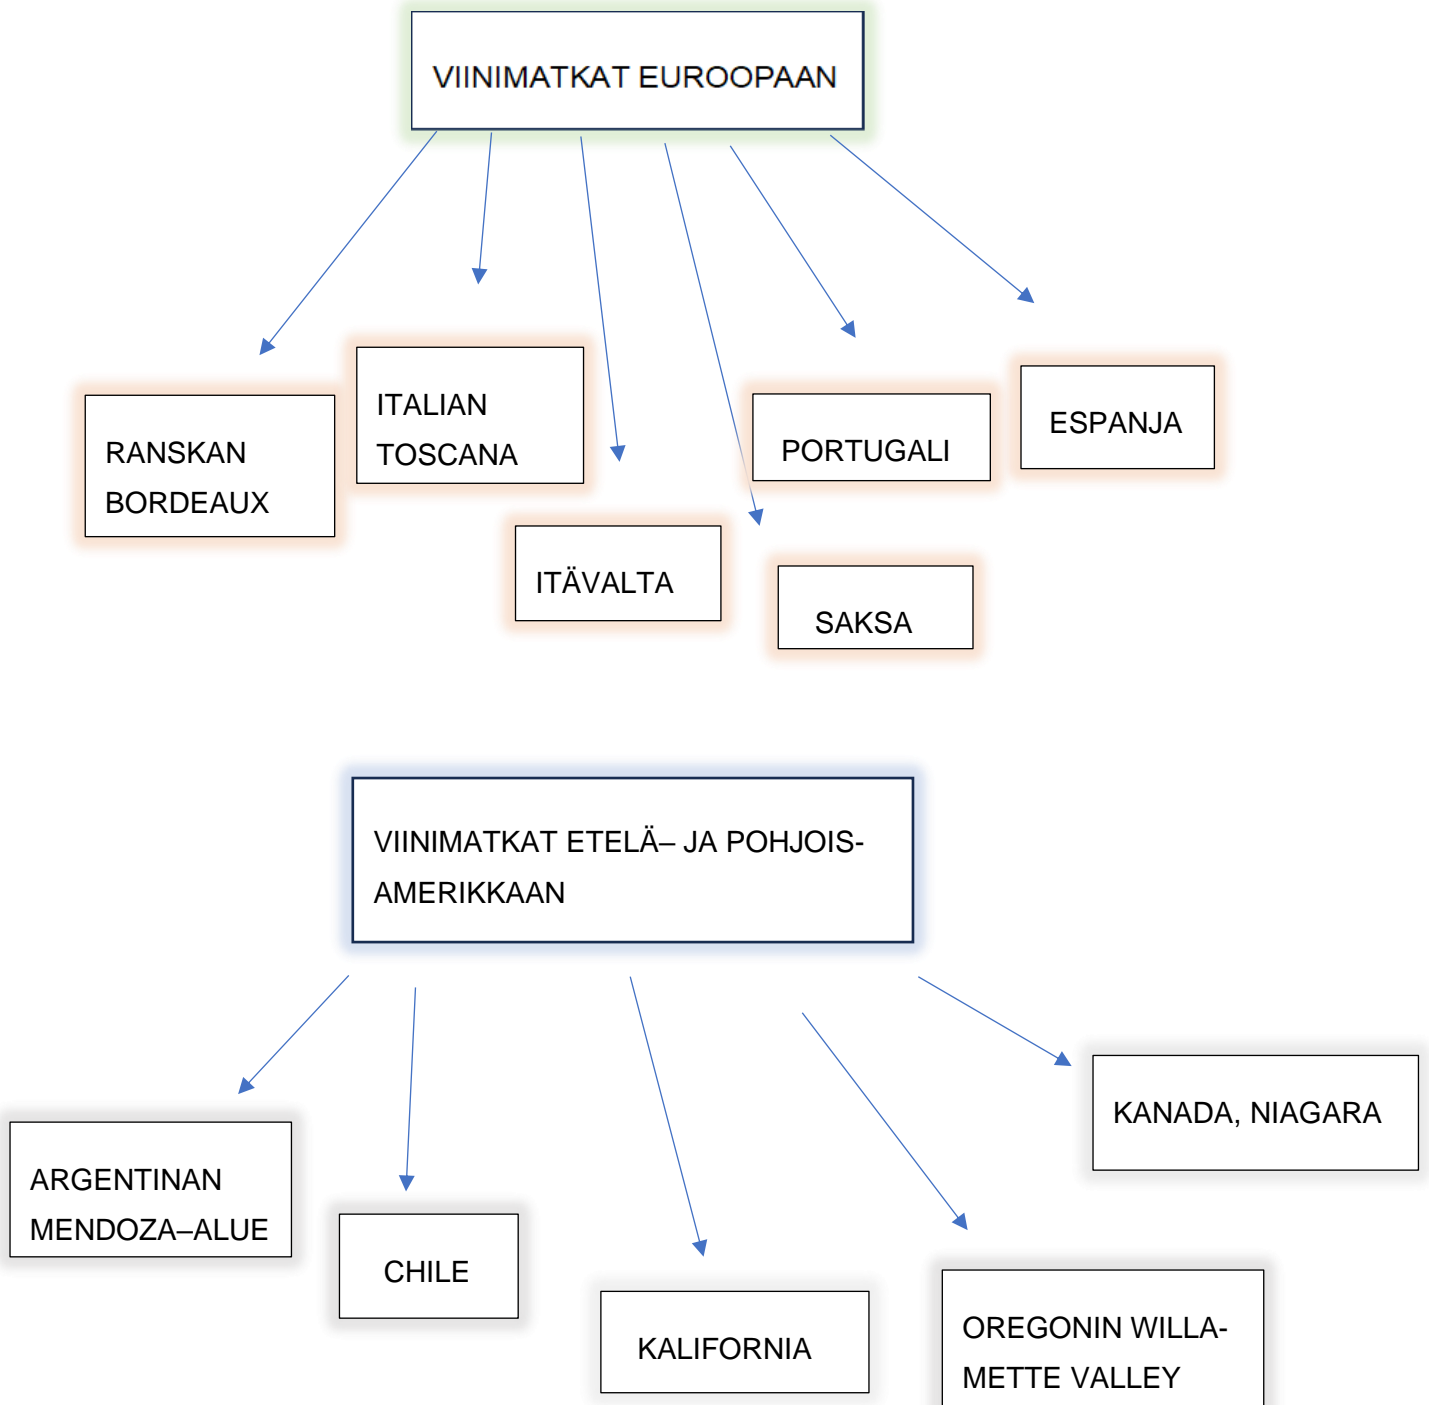 VIINIMATKAT EUROOPAAN
RANSKAN
BORDEAUX
ITALIAN
TOSCANA
ITÄVALTA
PORTUGALI
SAKSA
ESPANJA
VIINIMATKAT ETELÄ– JA POHJOIS-
AMERIKKAAN
ARGENTINAN
MENDOZA–ALUE
CHILE
KALIFORNIA
OREGONIN WILLA-
METTE VALLEY
KANADA, NIAGARA